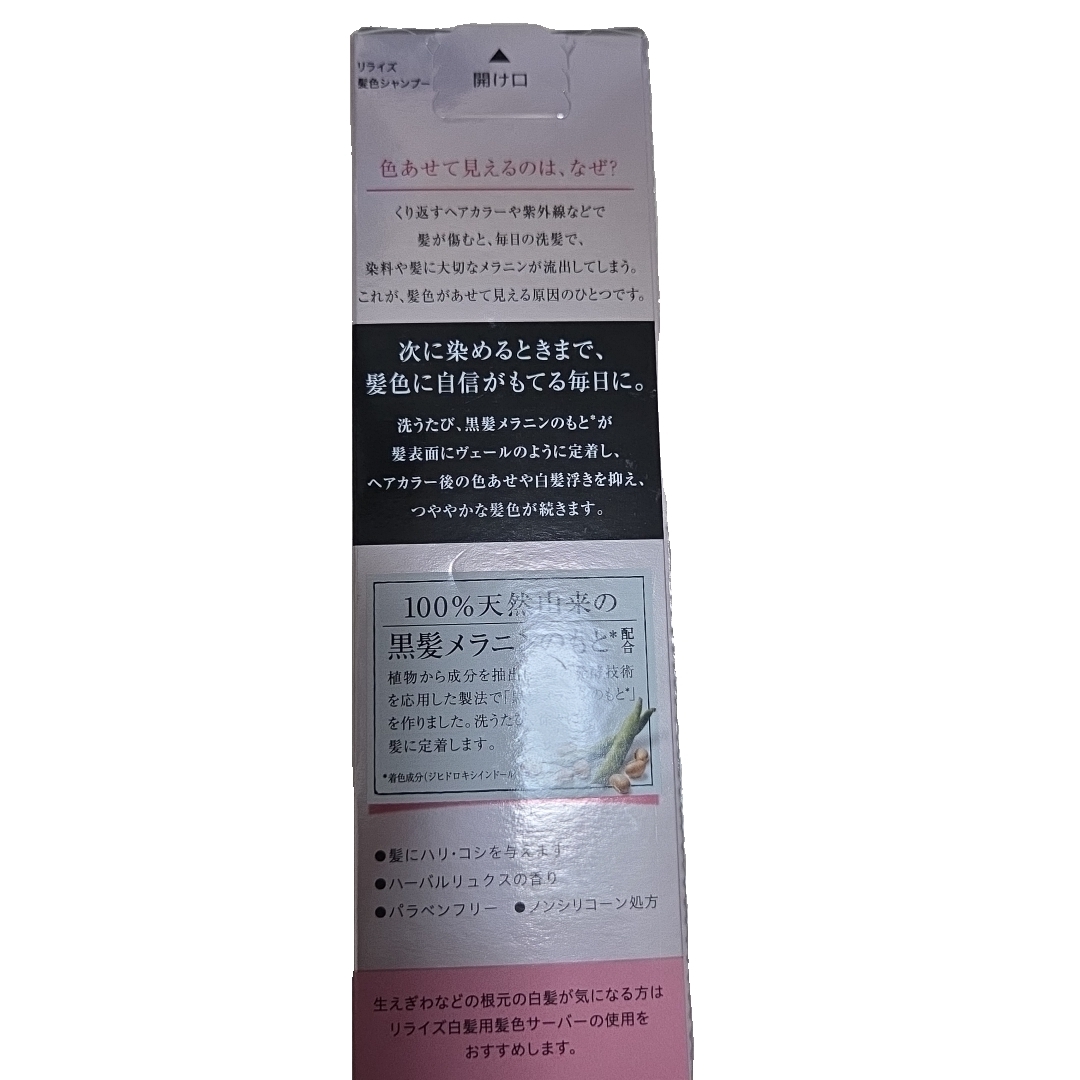 リライズ
髪色シャンプー
▲
開け口
色あせて見えるのは、なぜ?
くり返すヘアカラーや紫外線などで
髪が傷むと、毎日の洗髪で、
染料や髪に大切なメラニンが流出してしまう。
これが、髪色があせて見える原因のひとつです。
次に染めるときまで、
髪色に自信がもてる毎日に。
洗うたび、黒髪メラニンのもと*が
髪表面にヴェールのように定着し、
ヘアカラー後の色あせや白髪浮きを抑え、
つややかな髪色が続きます。
100%天然由来の
黒髪メラニンのもと*配合
植物から成分を抽出 技術
を応用した製法で「黒 のもと*」
を作りました。洗うたび
髪に定着します。
*着色成分(ジヒドロキシインドール
●髪にハリ・コシを与えます
●ハーバルリュクスの香り
●パラベンフリー ●ノンシリコーン処方
生えぎわなどの根元の白髪が気になる方は
リライズ白髪用髪色サーバーの使用を
おすすめします。